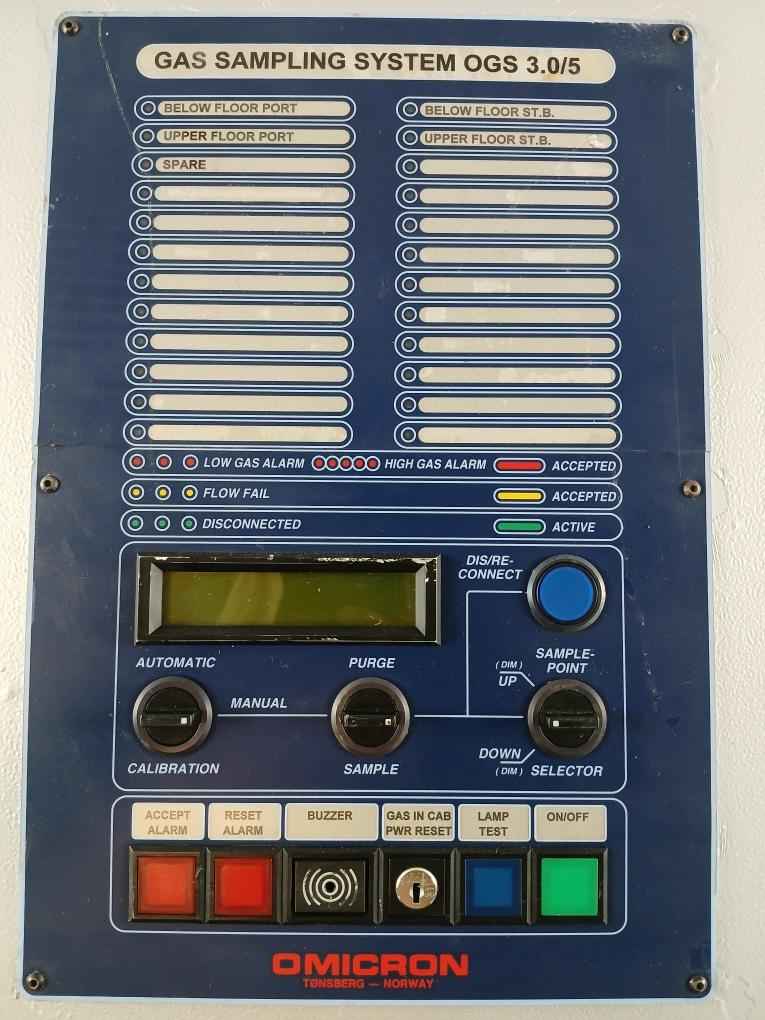 GAS SAMPLING SYSTEM OGS 3.0/5
BELOW FLOOR PORT
BELOW FLOOR ST.B.
UPPER FLOOR PORT
UPPER FLOOR ST.B.
SPARE
LOW GAS ALARM
HIGH GAS ALARM
ACCEPTED
FLOW FAIL
ACCEPTED
DISCONNECTED
ACTIVE
DIS/RE-
CONNECT
AUTOMATIC
PURGE
SAMPLE-
POINT
(DIM)
UP
MANUAL
CALIBRATION
SAMPLE
DOWN
(DIM)
SELECTOR
ACCEPT
ALARM
RESET
ALARM
BUZZER
GAS IN CAB
PWR RESET
LAMP
TEST
ON/OFF
OMICRON
TØNSBERG — NORWAY